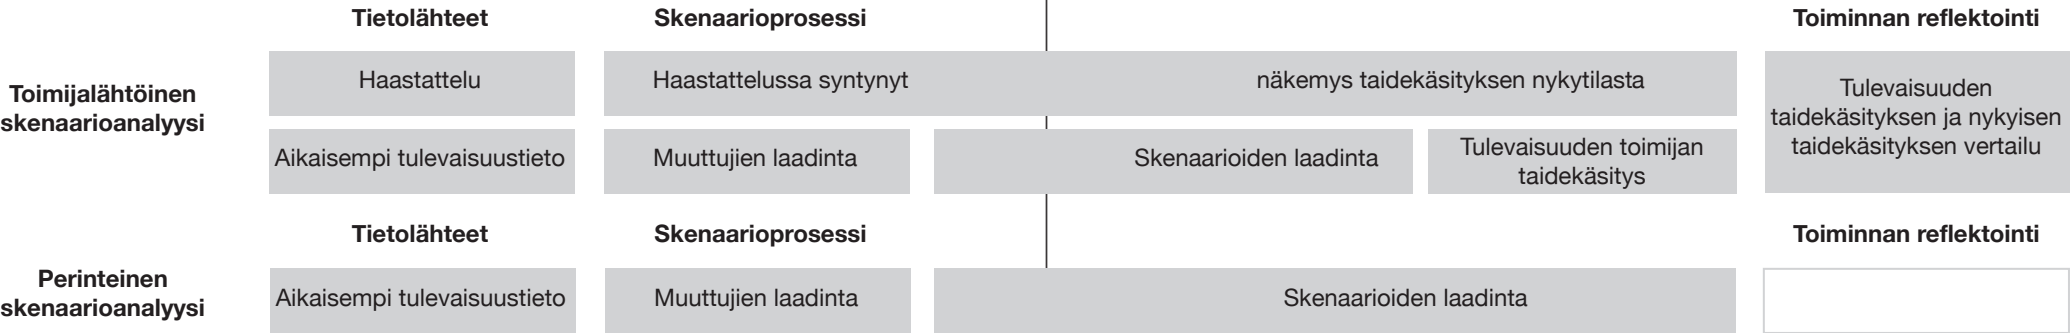 Tietolähteet Skenaarioprosessi Toiminnan reflektointi
Toimijalähtöinen
skenaarioanalyysi
Haastattelu
Haastattelussa syntynyt näkemys taidekäsityksen nykytilasta
Aikaisempi tulevaisuustieto
Muuttujien laadinta
Skenaarioiden laadinta
Tulevaisuuden toimijan
taidekäsitys
Tulevaisuuden
taidekäsityksen ja nykyisen
taidekäsityksen vertailu
Tietolähteet Skenaarioprosessi Toiminnan reflektointi
Perinteinen
skenaarioanalyysi
Aikaisempi tulevaisuustieto
Muuttujien laadinta
Skenaarioiden laadinta